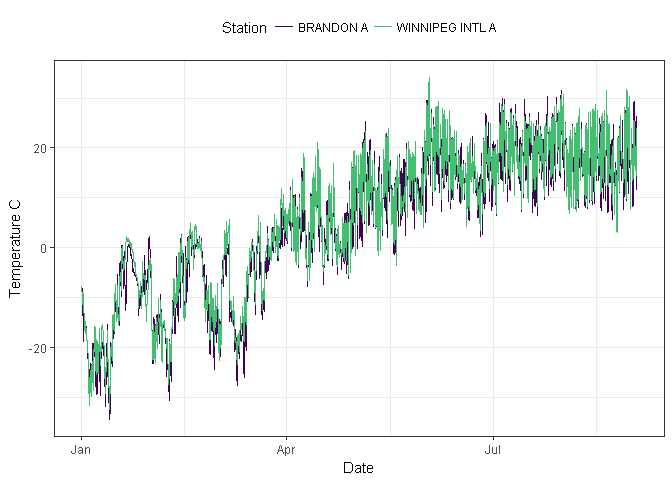 Station BRANDON A WINNIPEG INTL A
20
0
-20
Temperature C
Jan Apr Jul
Date